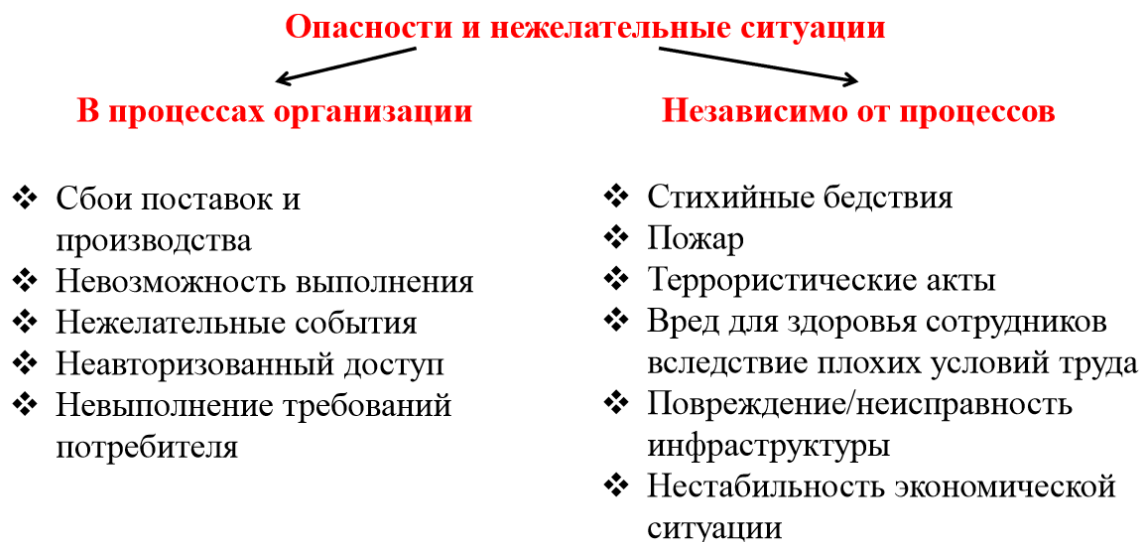 Опасности и нежелательные ситуации
В процессах организации
❖ Сбои поставок и
производства
❖ Невозможность выполнения
❖ Нежелательные события
❖ Неавторизованный доступ
❖ Невыполнение требований
потребителя
Независимо от процессов
❖ Стихийные бедствия
❖ Пожар
❖ Террористические акты
❖ Вред для здоровья сотрудников
вследствие плохих условий труда
❖ Повреждение/неисправность
инфраструктуры
❖ Нестабильность экономической
ситуации